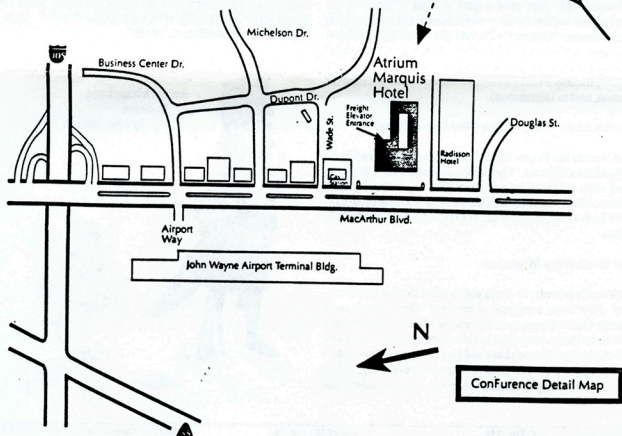 Michelson Dr.
405
Business Center Dr.
Atrium
Marquis
Hotel
Dupont Dr.
Freight
Elevator
Entrance
Wade St.
Douglas St.
Radisson
Hotel
Gas
Station
MacArthur Blvd.
Airport
Way
John Wayne Airport Terminal Bldg.
N
ConFurence Detail Map